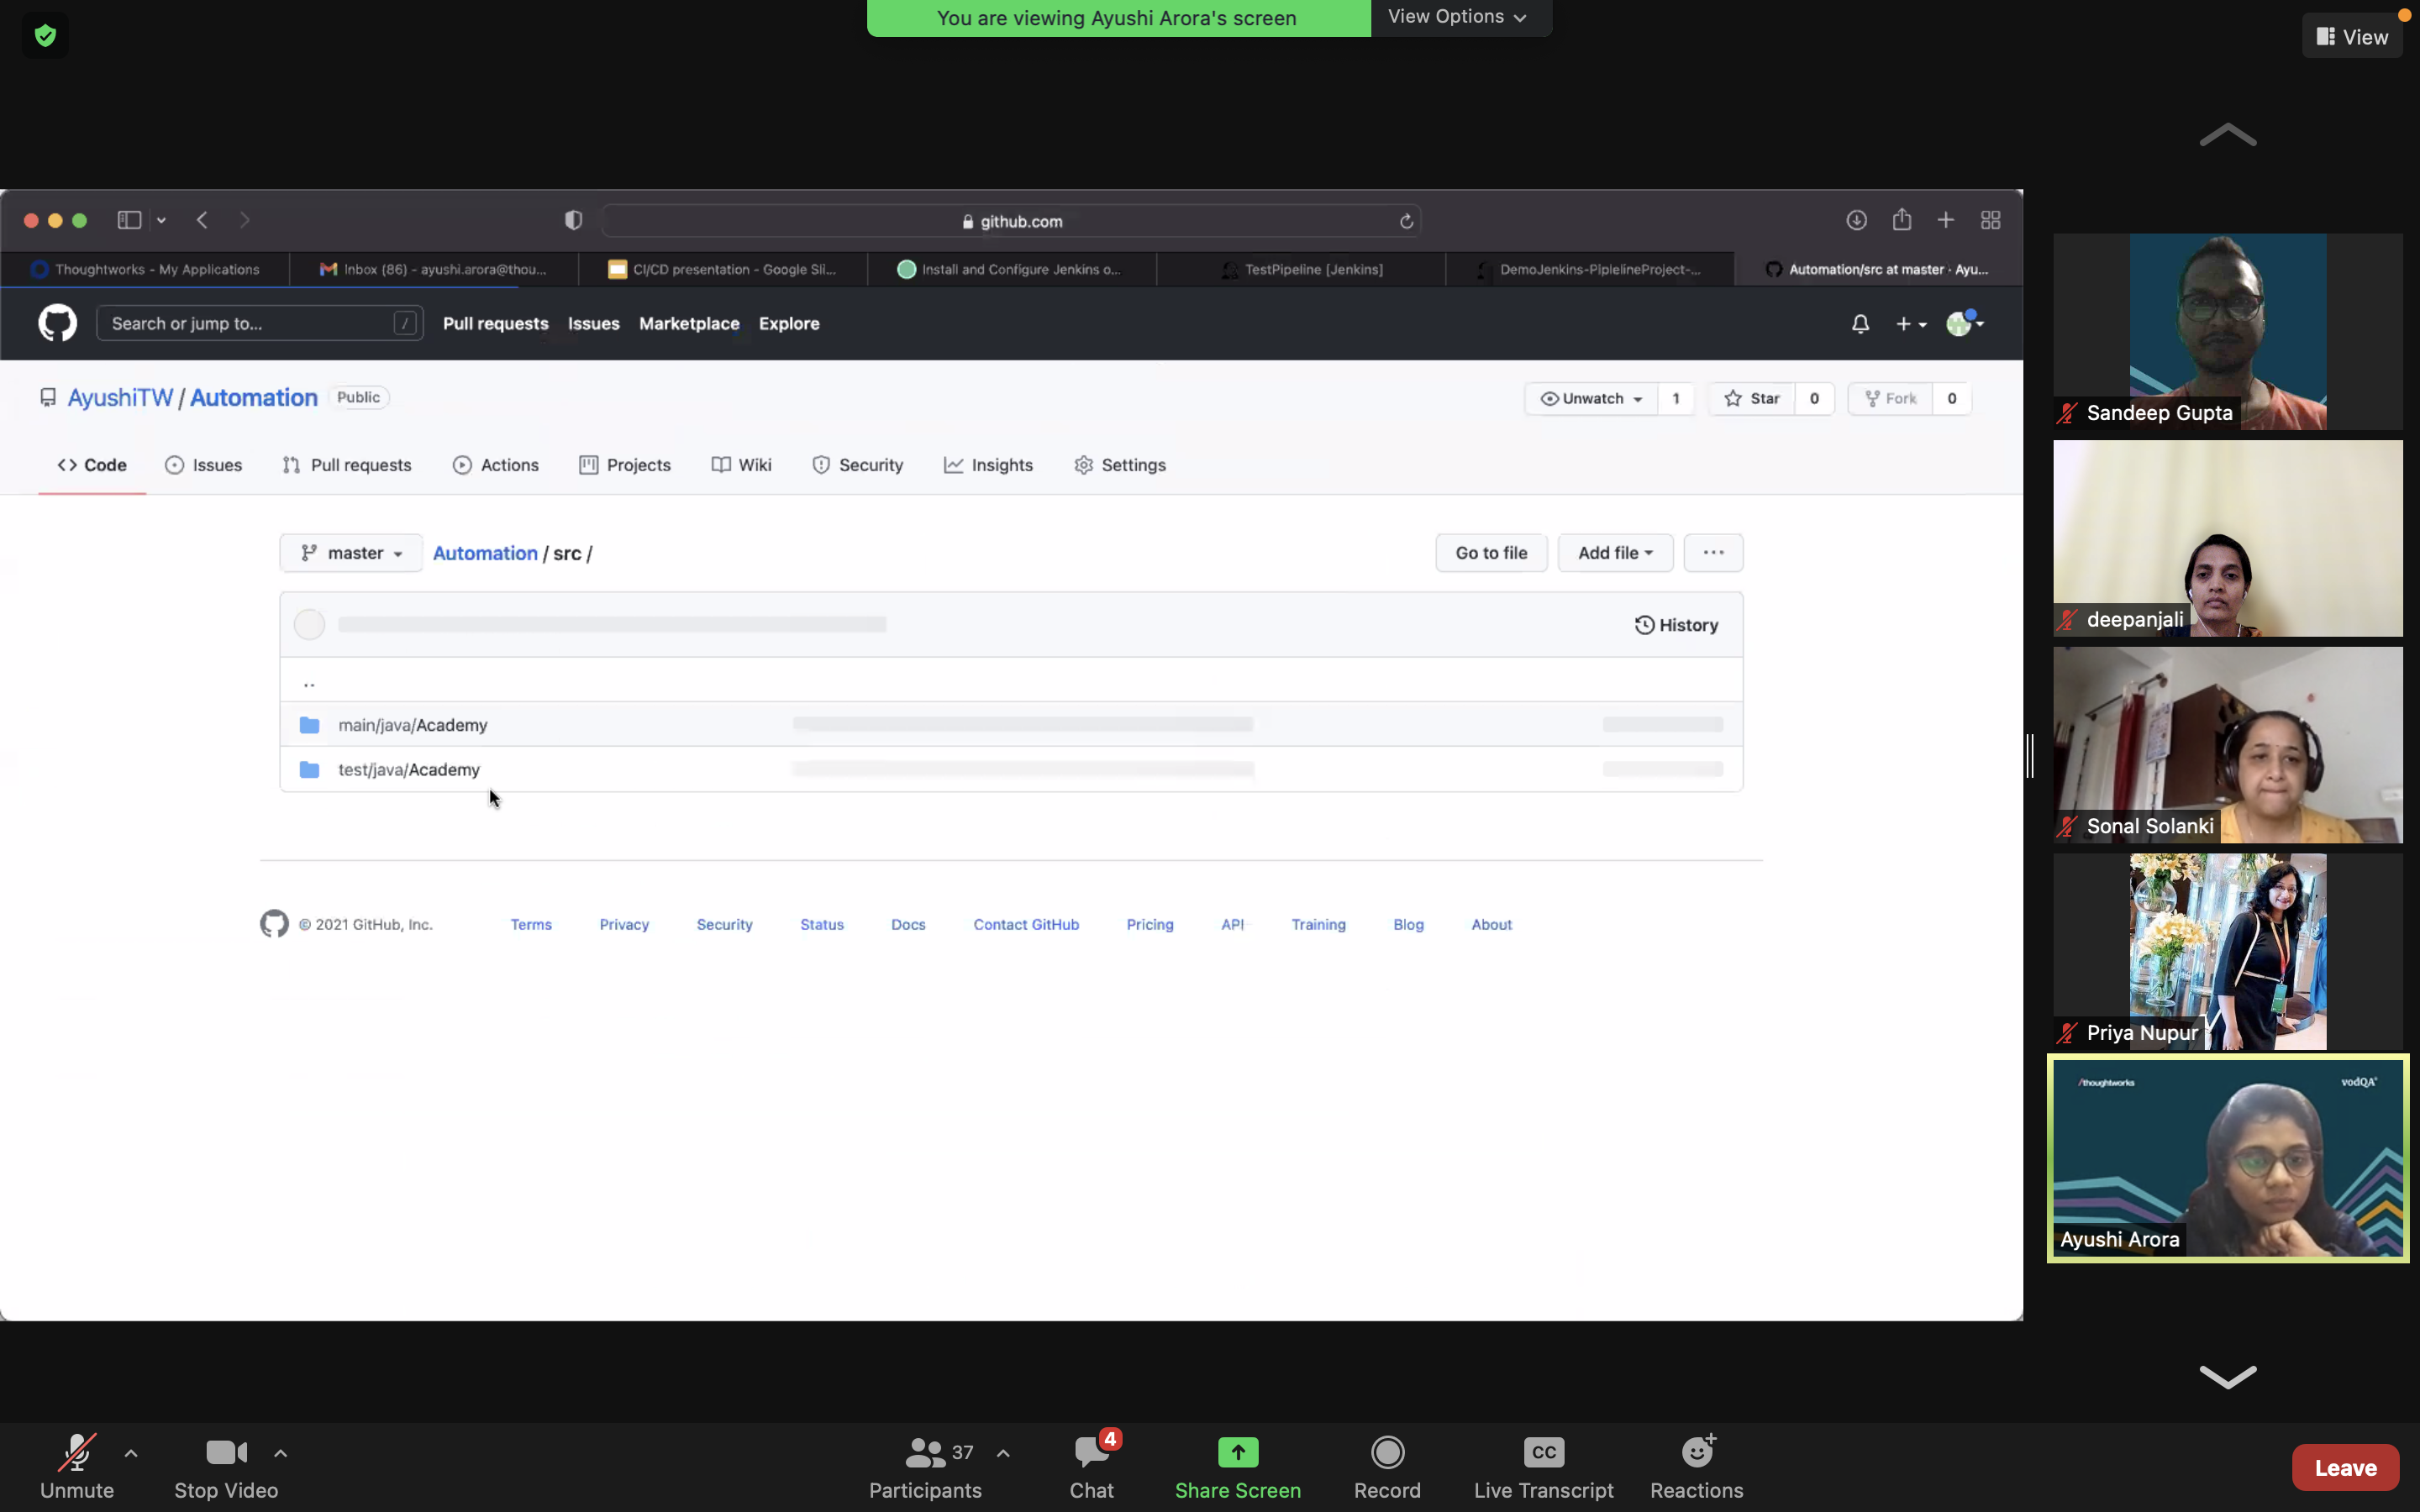 You are viewing Ayushi Arora's screen
View Options
View
github.com
Thoughtworks - My Applications
Inbox (86) - ayushi.arora@thou...
CI/CD presentation - Google Sli...
Install and Configure Jenkins o...
TestPipeline [Jenkins]
DemoJenkins-PiplelineProject-...
Automation/src at master · Ayu...
Search or jump to...
/
Pull requests
Issues
Marketplace
Explore
AyushiTW / Automation
Public
Unwatch
1
Star
0
Fork
0
Code
Issues
Pull requests
Actions
Projects
Wiki
Security
Insights
Settings
master
Automation / src /
Go to file
Add file
...
History
..
main/java/Academy
test/java/Academy
© 2021 GitHub, Inc.
Terms
Privacy
Security
Status
Docs
Contact GitHub
Pricing
API
Training
Blog
About
Sandeep Gupta
deepanjali
Sonal Solanki
Priya Nupur
/thoughtworks
vodQA
Ayushi Arora
Unmute
Stop Video
37
Participants
4
Chat
Share Screen
Record
CC
Live Transcript
Reactions
Leave